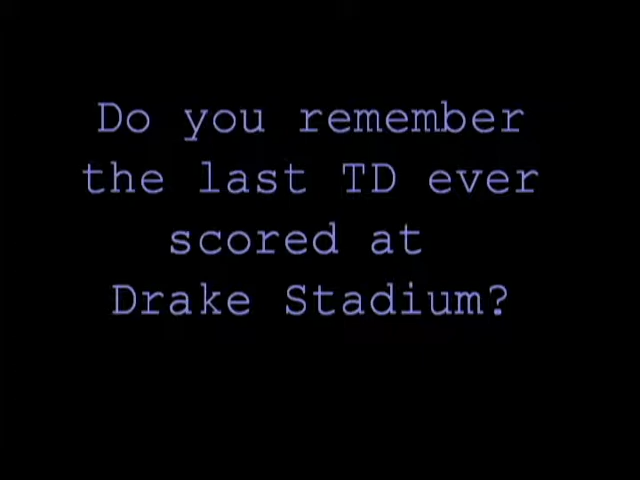 Do you remember
the last TD ever
scored at
Drake Stadium?